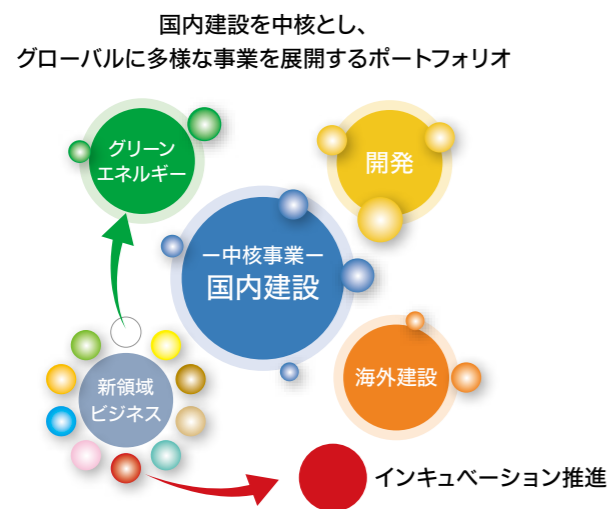 国内建設を中核とし、
グローバルに多様な事業を展開するポートフォリオ
グリーン
エネルギー
開発
ー中核事業ー
国内建設
新領域
ビジネス
海外建設
インキュベーション推進